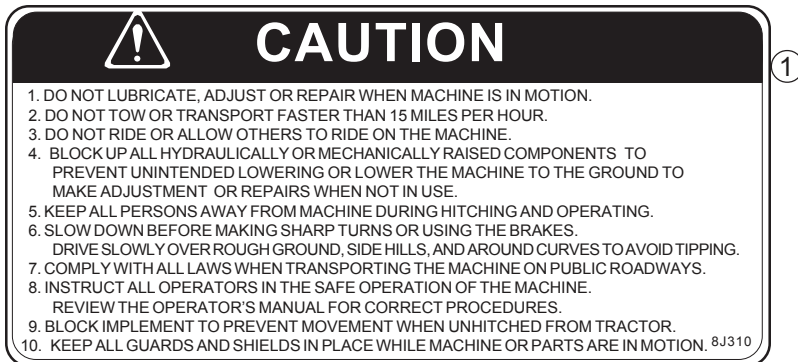 CAUTION
1
1. DO NOT LUBRICATE, ADJUST OR REPAIR WHEN MACHINE IS IN MOTION.
2. DO NOT TOW OR TRANSPORT FASTER THAN 15 MILES PER HOUR.
3. DO NOT RIDE OR ALLOW OTHERS TO RIDE ON THE MACHINE.
4. BLOCK UP ALL HYDRAULICALLY OR MECHANICALLY RAISED COMPONENTS TO
PREVENT UNINTENDED LOWERING OR LOWER THE MACHINE TO THE GROUND TO
MAKE ADJUSTMENT OR REPAIRS WHEN NOT IN USE.
5. KEEP ALL PERSONS AWAY FROM MACHINE DURING HITCHING AND OPERATING.
6. SLOW DOWN BEFORE MAKING SHARP TURNS OR USING THE BRAKES.
DRIVE SLOWLY OVER ROUGH GROUND, SIDE HILLS, AND AROUND CURVES TO AVOID TIPPING.
7. COMPLY WITH ALL LAWS WHEN TRANSPORTING THE MACHINE ON PUBLIC ROADWAYS.
8. INSTRUCT ALL OPERATORS IN THE SAFE OPERATION OF THE MACHINE.
REVIEW THE OPERATOR'S MANUAL FOR CORRECT PROCEDURES.
9. BLOCK IMPLEMENT TO PREVENT MOVEMENT WHEN UNHITCHED FROM TRACTOR.
10. KEEP ALL GUARDS AND SHIELDS IN PLACE WHILE MACHINE OR PARTS ARE IN MOTION. 8J310